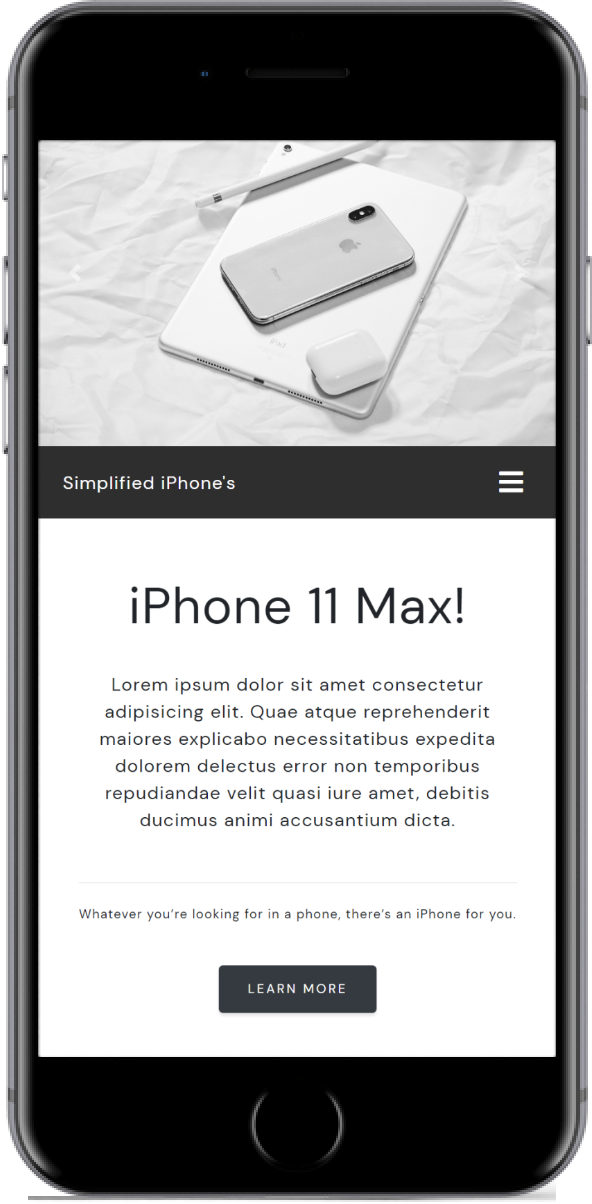 Simplified iPhone's
iPhone 11 Max!
Lorem ipsum dolor sit amet consectetur
adipisicing elit. Quae atque reprehenderit
maiores explicabo necessitatibus expedita
dolorem delectus error non temporibus
repudiandae velit quasi iure amet, debitis
ducimus animi accusantium dicta.
Whatever you’re looking for in a phone, there’s an iPhone for you.
LEARN MORE